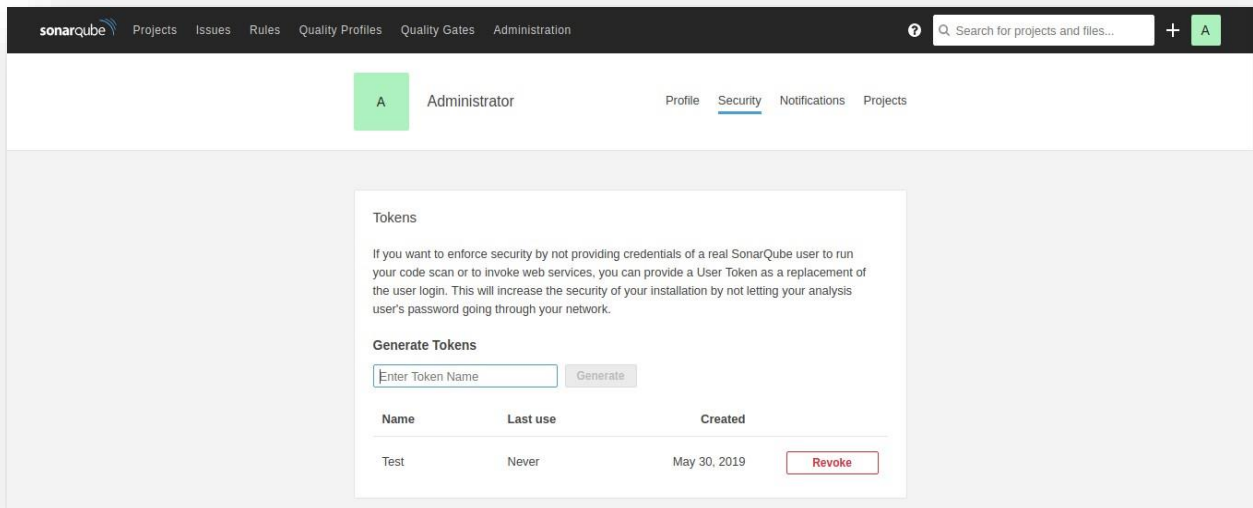 sonarqube Projects Issues Rules Quality Profiles Quality Gates Administration ? Search for projects and files... + A
A Administrator Profile Security Notifications Projects
Tokens
If you want to enforce security by not providing credentials of a real SonarQube user to run
your code scan or to invoke web services, you can provide a User Token as a replacement of
the user login. This will increase the security of your installation by not letting your analysis
user's password going through your network.
Generate Tokens
Enter Token Name Generate
Name Last use Created
Test Never May 30, 2019 Revoke